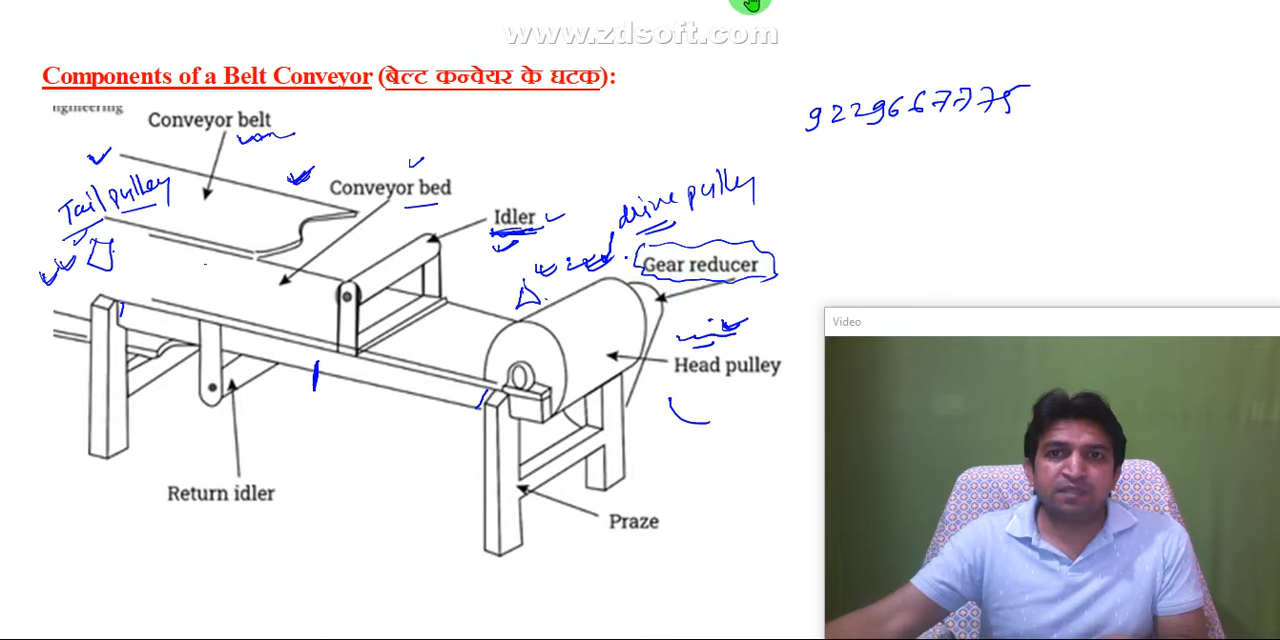 www.zdsoft.com
Components of a Belt Conveyor (बेल्ट कन्वेयर के घटक):
9229667775
ngineering
Conveyor belt
Conveyor bed
Tail pulley
Idler
drive pulley
Gear reducer
Video
Head pulley
Return idler
Praze